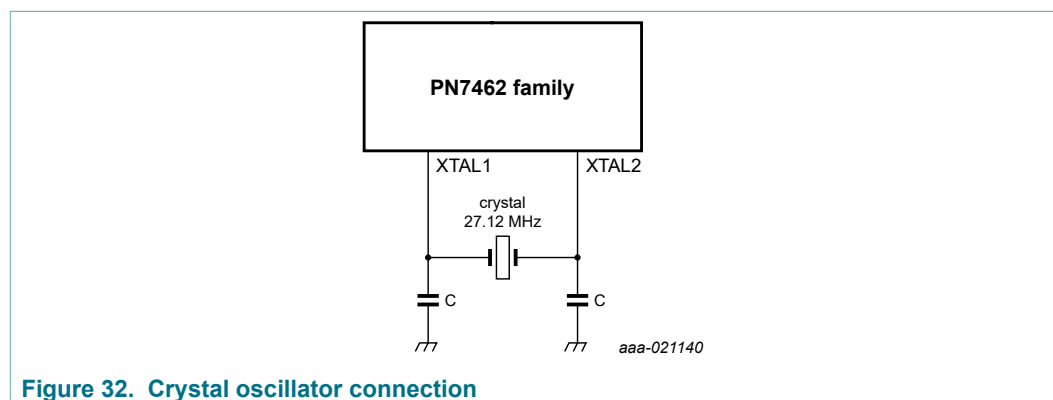 PN7462 family
XTAL1
XTAL2
crystal
27.12 MHz
C
C
aaa-021140
Figure 32. Crystal oscillator connection